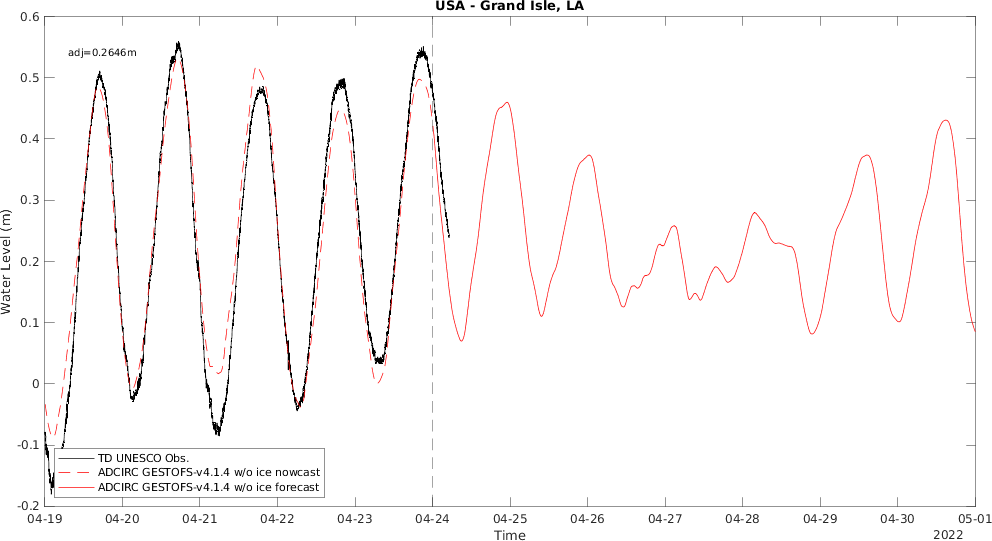 USA - Grand Isle, LA
adj=0.2646m
Water Level (m)
0.6
0.5
0.4
0.3
0.2
0.1
0
-0.1
-0.2
TD UNESCO Obs.
ADCIRC GESTOFS-v4.1.4 w/o ice nowcast
ADCIRC GESTOFS-v4.1.4 w/o ice forecast
04-19 04-20 04-21 04-22 04-23 04-24 04-25 04-26 04-27 04-28 04-29 04-30 05-01
Time
2022